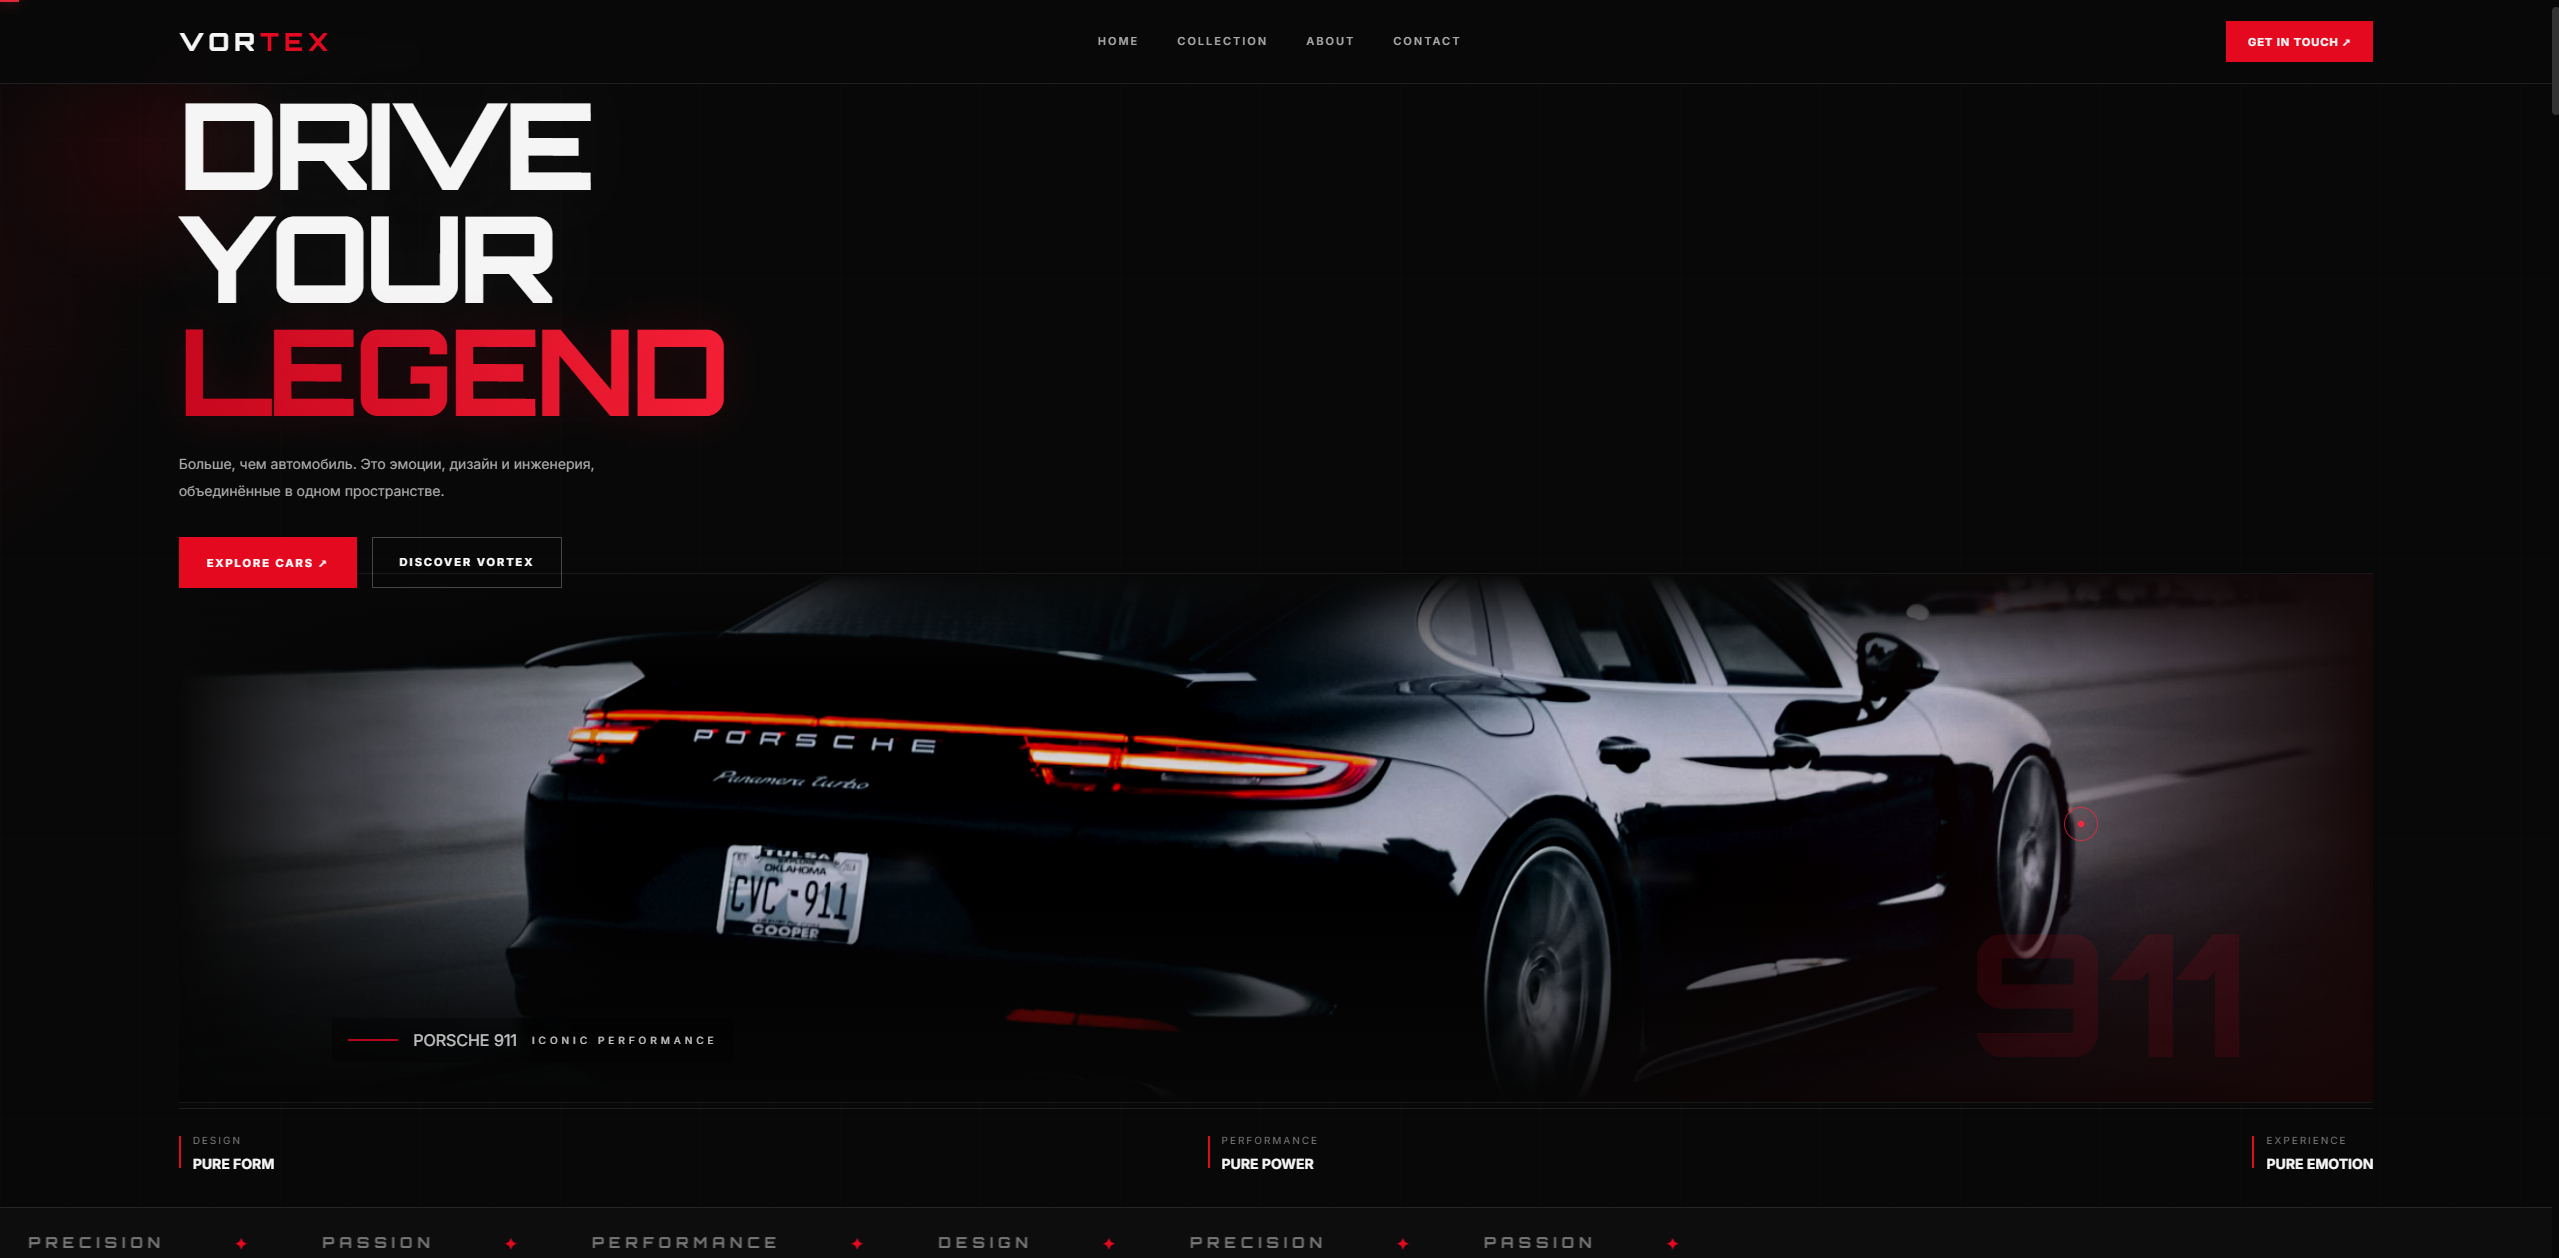 VORTEX
HOME COLLECTION ABOUT CONTACT
GET IN TOUCH ↗
DRIVE
YOUR
LEGEND
Больше, чем автомобиль. Это эмоции, дизайн и инженерия,
объединённые в одном пространстве.
EXPLORE CARS ↗
DISCOVER VORTEX
PORSCHE
Panamera turbo
TULSA
OKLAHOMA
CVC-911
COOPER
911
PORSCHE 911 ICONIC PERFORMANCE
DESIGN
PURE FORM
PERFORMANCE
PURE POWER
EXPERIENCE
PURE EMOTION
PRECISION ✦ PASSION ✦ PERFORMANCE ✦ DESIGN ✦ PRECISION ✦ PASSION ✦